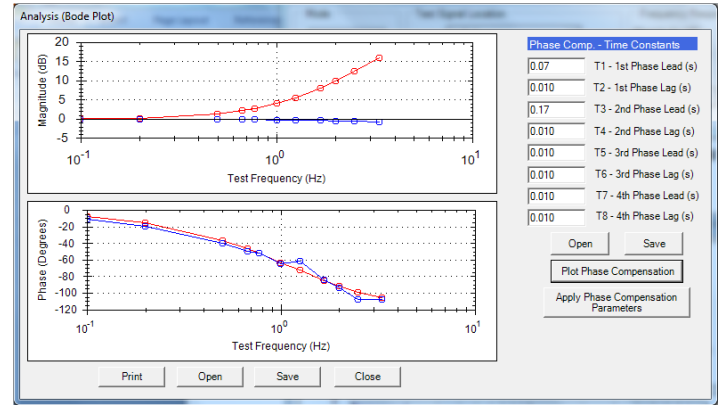 Analysis (Bode Plot)
20
15
10
5
0
-5
Magnitude (dB)
10-1
100
101
Test Frequency (Hz)
0
-20
-40
-60
-80
-100
-120
Phase (Degrees)
10-1
100
101
Test Frequency (Hz)
Print
Open
Save
Close
Phase Comp. - Time Constants
0.07 T1 - 1st Phase Lead (s)
0.010 T2 - 1st Phase Lag (s)
0.17 T3 - 2nd Phase Lead (s)
0.010 T4 - 2nd Phase Lag (s)
0.010 T5 - 3rd Phase Lead (s)
0.010 T6 - 3rd Phase Lag (s)
0.010 T7 - 4th Phase Lead (s)
0.010 T8 - 4th Phase Lag (s)
Open
Save
Plot Phase Compensation
Apply Phase Compensation
Parameters